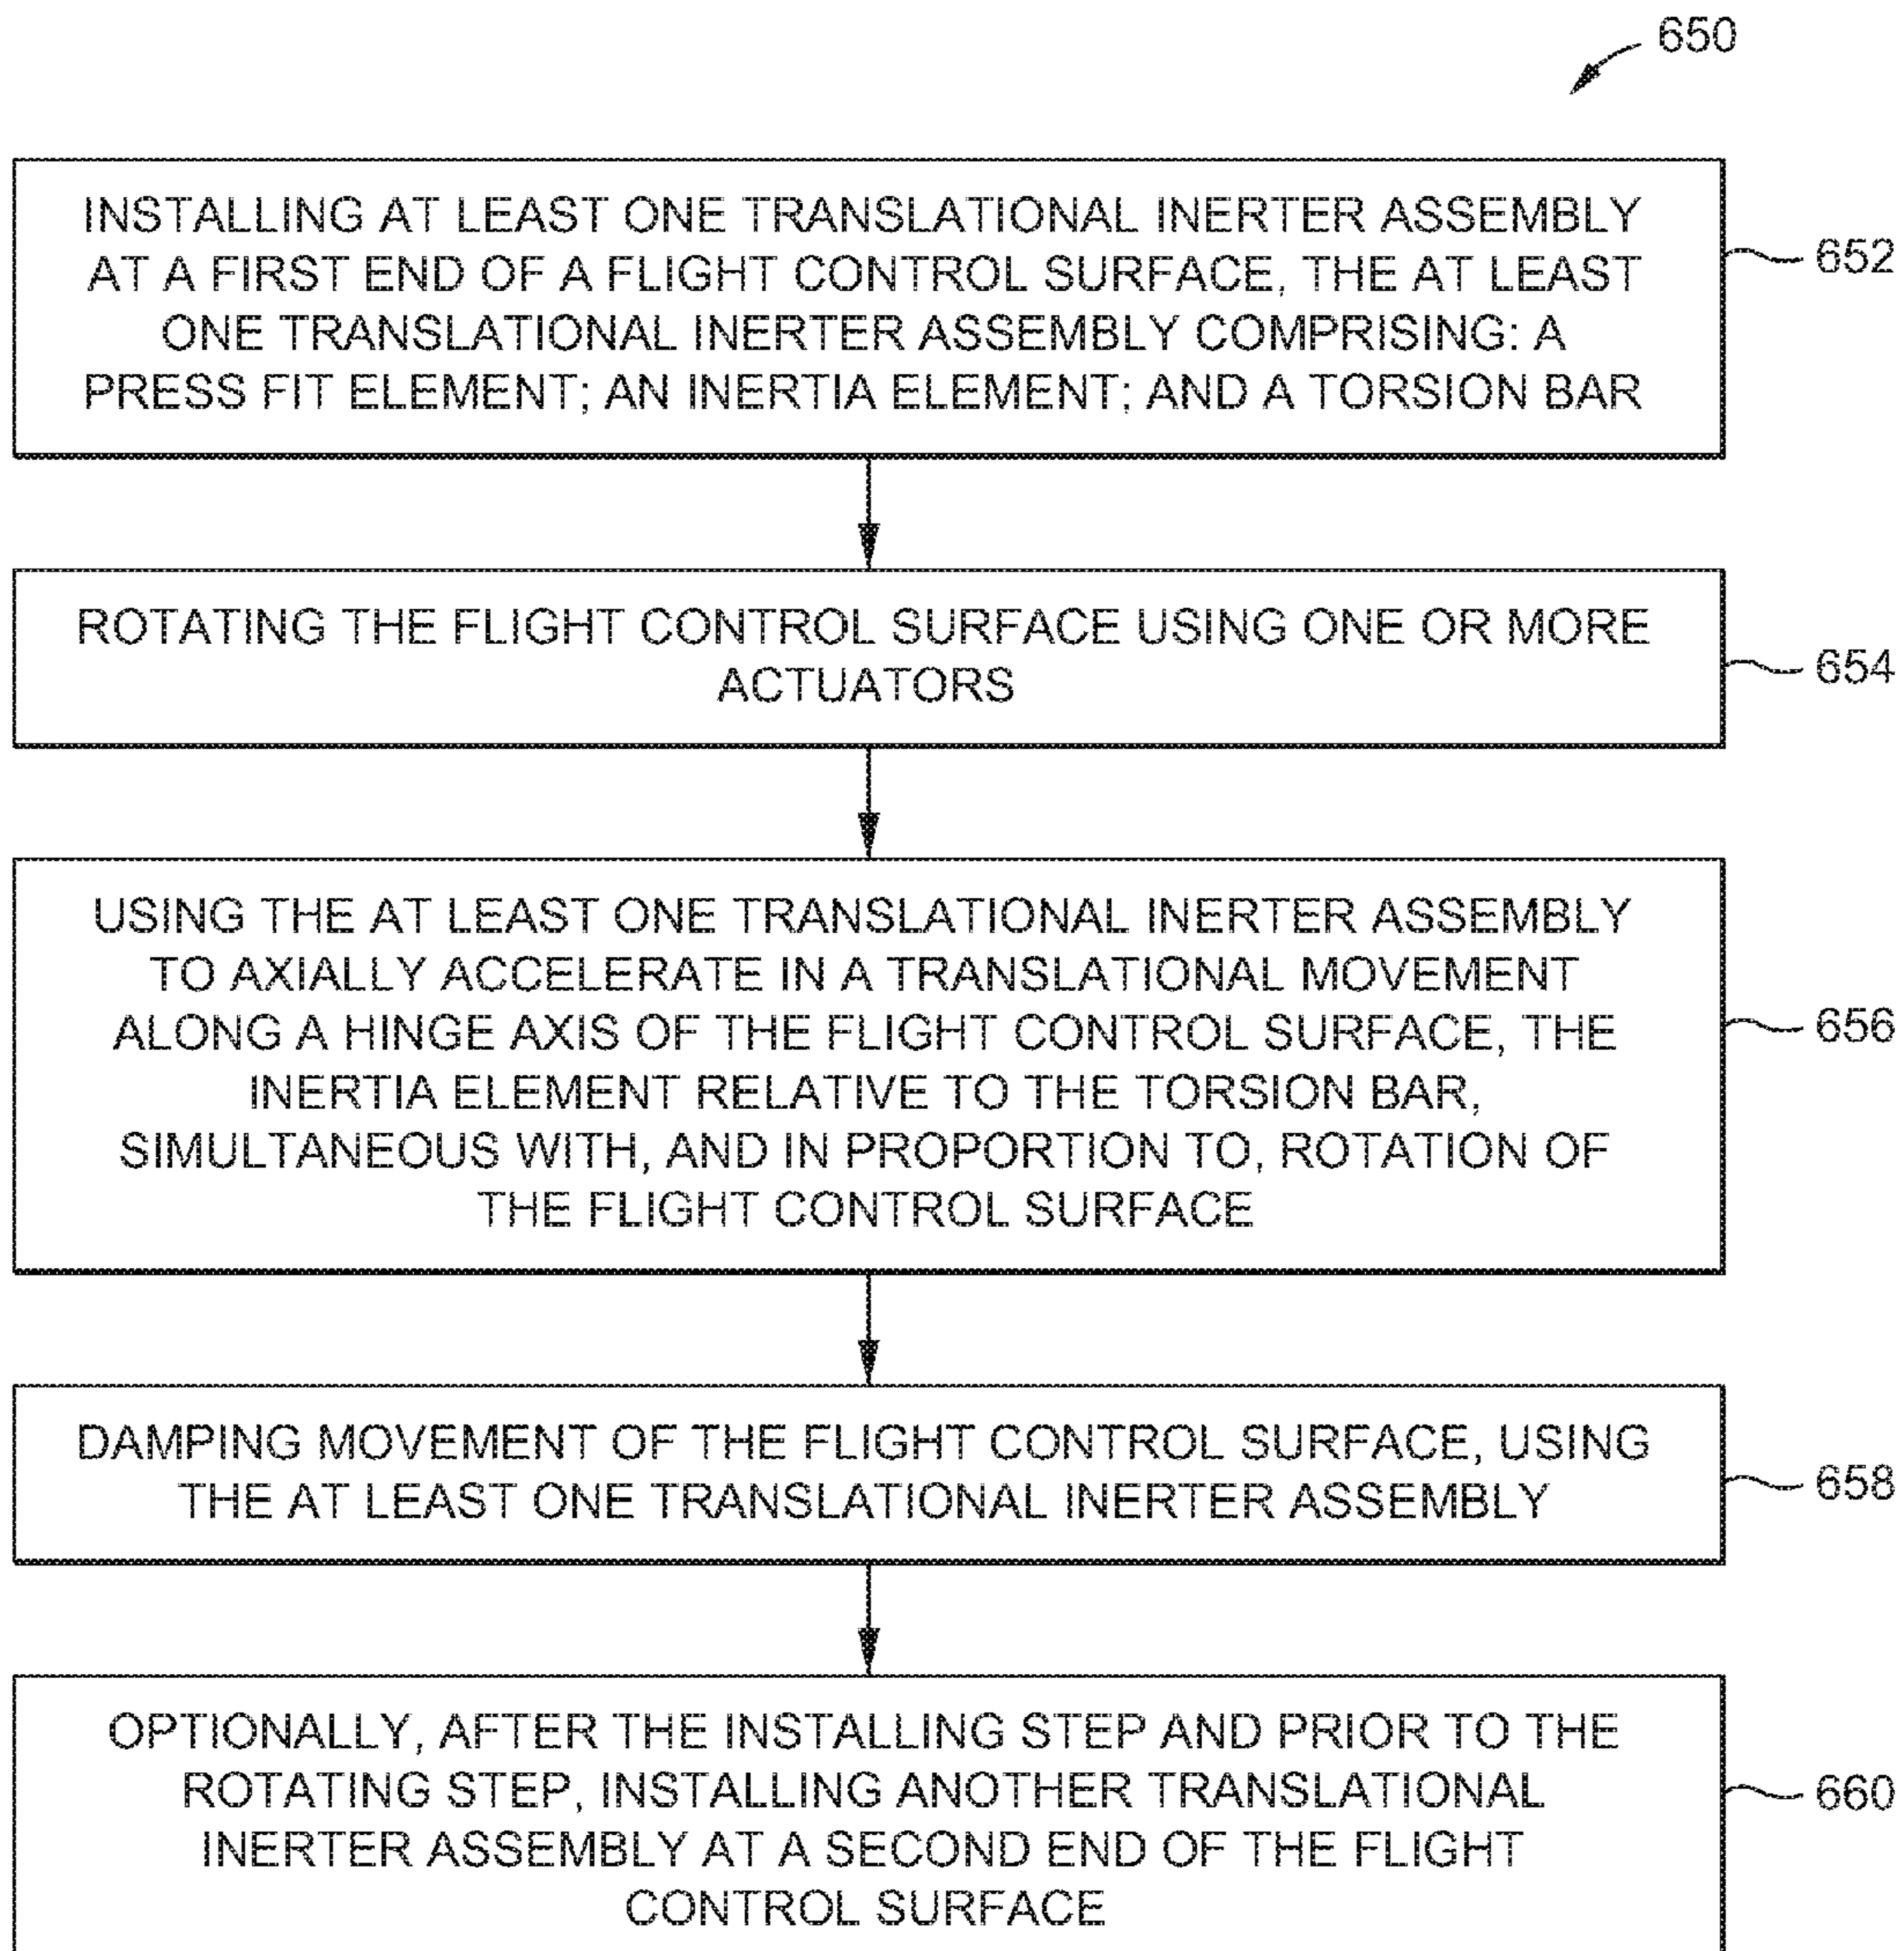 650
INSTALLING AT LEAST ONE TRANSLATIONAL INERTER ASSEMBLY
AT A FIRST END OF A FLIGHT CONTROL SURFACE, THE AT LEAST
ONE TRANSLATIONAL INERTER ASSEMBLY COMPRISING: A
PRESS FIT ELEMENT; AN INERTIA ELEMENT; AND A TORSION BAR
652
ROTATING THE FLIGHT CONTROL SURFACE USING ONE OR MORE
ACTUATORS
654
USING THE AT LEAST ONE TRANSLATIONAL INERTER ASSEMBLY
TO AXIALLY ACCELERATE IN A TRANSLATIONAL MOVEMENT
ALONG A HINGE AXIS OF THE FLIGHT CONTROL SURFACE, THE
INERTIA ELEMENT RELATIVE TO THE TORSION BAR,
SIMULTANEOUS WITH, AND IN PROPORTION TO, ROTATION OF
THE FLIGHT CONTROL SURFACE
656
DAMPING MOVEMENT OF THE FLIGHT CONTROL SURFACE, USING
THE AT LEAST ONE TRANSLATIONAL INERTER ASSEMBLY
658
OPTIONALLY, AFTER THE INSTALLING STEP AND PRIOR TO THE
ROTATING STEP, INSTALLING ANOTHER TRANSLATIONAL
INERTER ASSEMBLY AT A SECOND END OF THE FLIGHT
CONTROL SURFACE
660